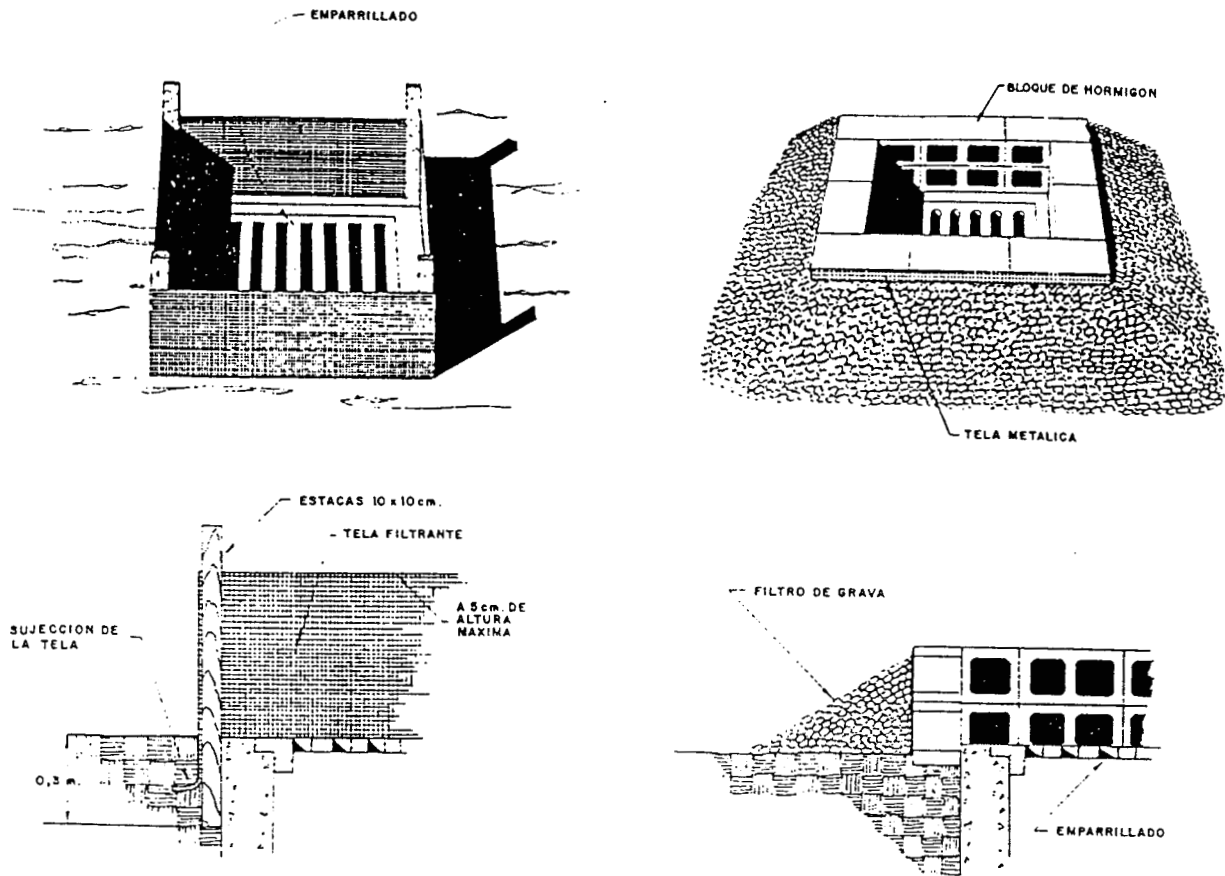 EMPARRILLADO
BLOQUE DE HORMIGON
TELA METALICA
ESTACAS 10 x 10 cm.
TELA FILTRANTE
A 5 cm. DE
ALTURA
MAXIMA
SUJECCION DE
LA TELA
0,3 m.
FILTRO DE GRAVA
EMPARRILLADO